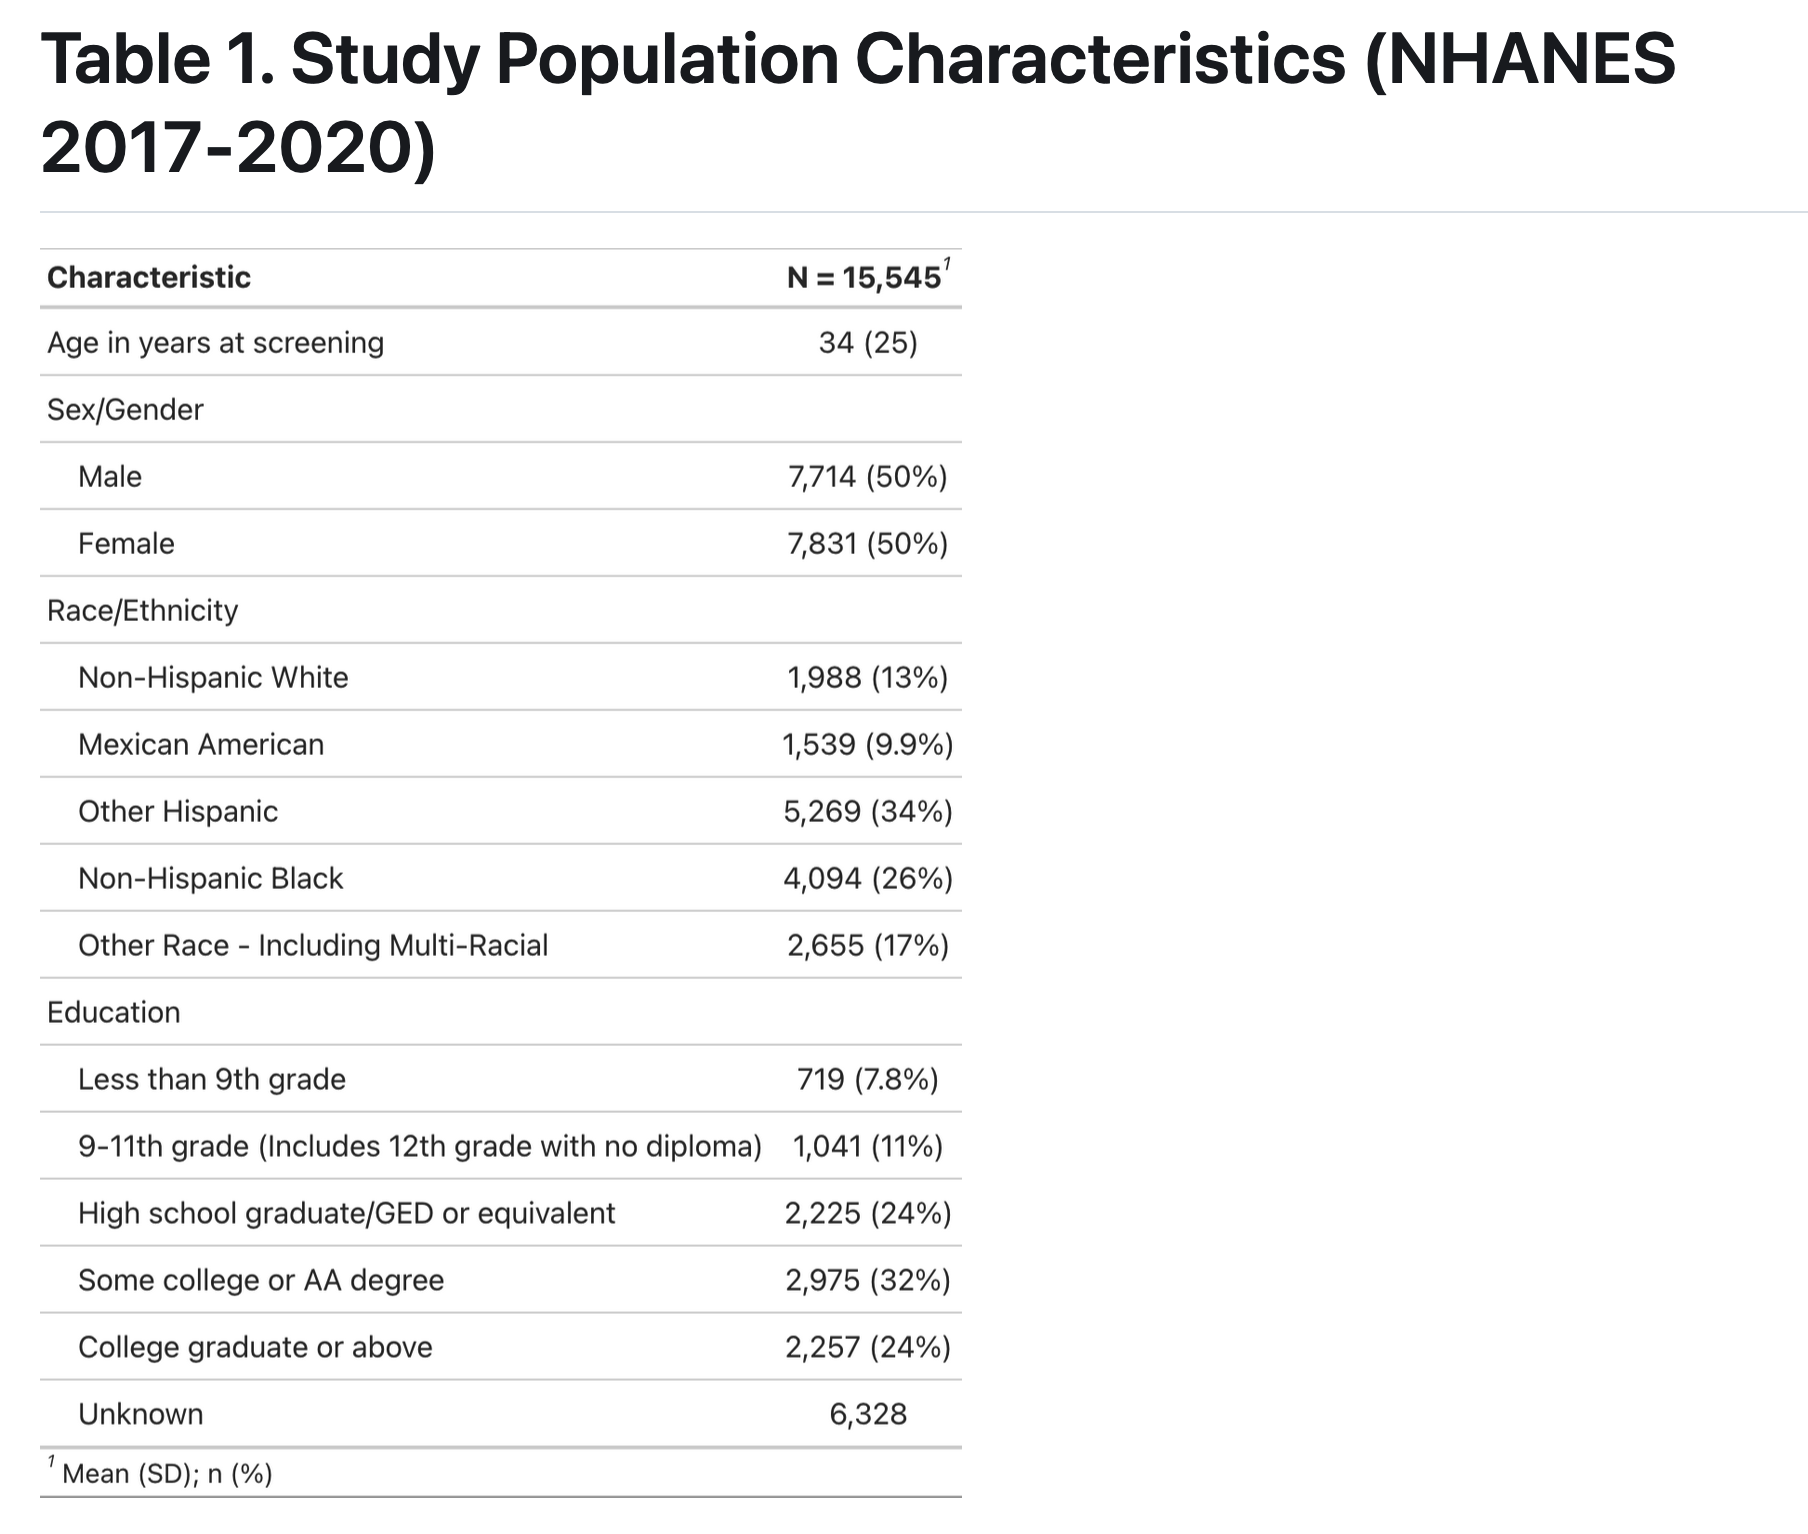 Table 1. Study Population Characteristics (NHANES
2017-2020)
Characteristic N = 15,545¹
Age in years at screening 34 (25)
Sex/Gender
Male 7,714 (50%)
Female 7,831 (50%)
Race/Ethnicity
Non-Hispanic White 1,988 (13%)
Mexican American 1,539 (9.9%)
Other Hispanic 5,269 (34%)
Non-Hispanic Black 4,094 (26%)
Other Race - Including Multi-Racial 2,655 (17%)
Education
Less than 9th grade 719 (7.8%)
9-11th grade (Includes 12th grade with no diploma) 1,041 (11%)
High school graduate/GED or equivalent 2,225 (24%)
Some college or AA degree 2,975 (32%)
College graduate or above 2,257 (24%)
Unknown 6,328
¹ Mean (SD); n (%)